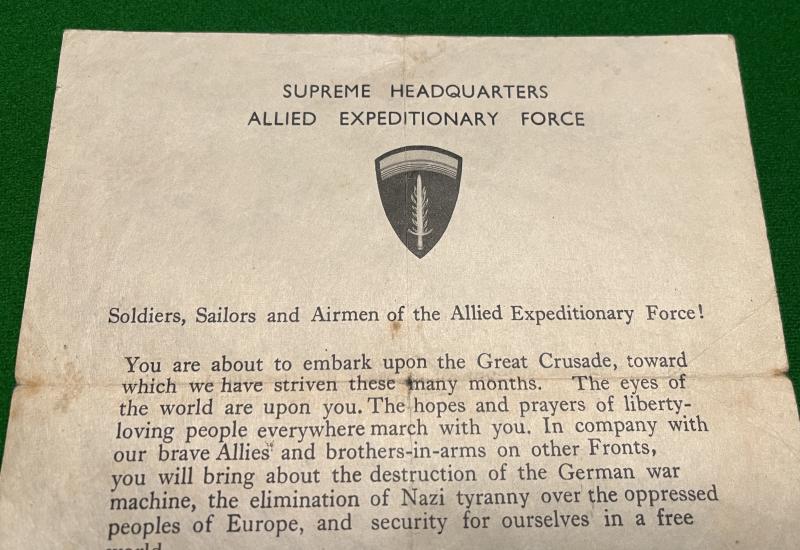 SUPREME HEADQUARTERS
ALLIED EXPEDITIONARY FORCE
Soldiers, Sailors and Airmen of the Allied Expeditionary Force!
You are about to embark upon the Great Crusade, toward
which we have striven these many months. The eyes of
the world are upon you. The hopes and prayers of liberty-
loving people everywhere march with you. In company with
our brave Allies and brothers-in-arms on other Fronts,
you will bring about the destruction of the German war
machine, the elimination of Nazi tyranny over the oppressed
peoples of Europe, and security for ourselves in a free
world.